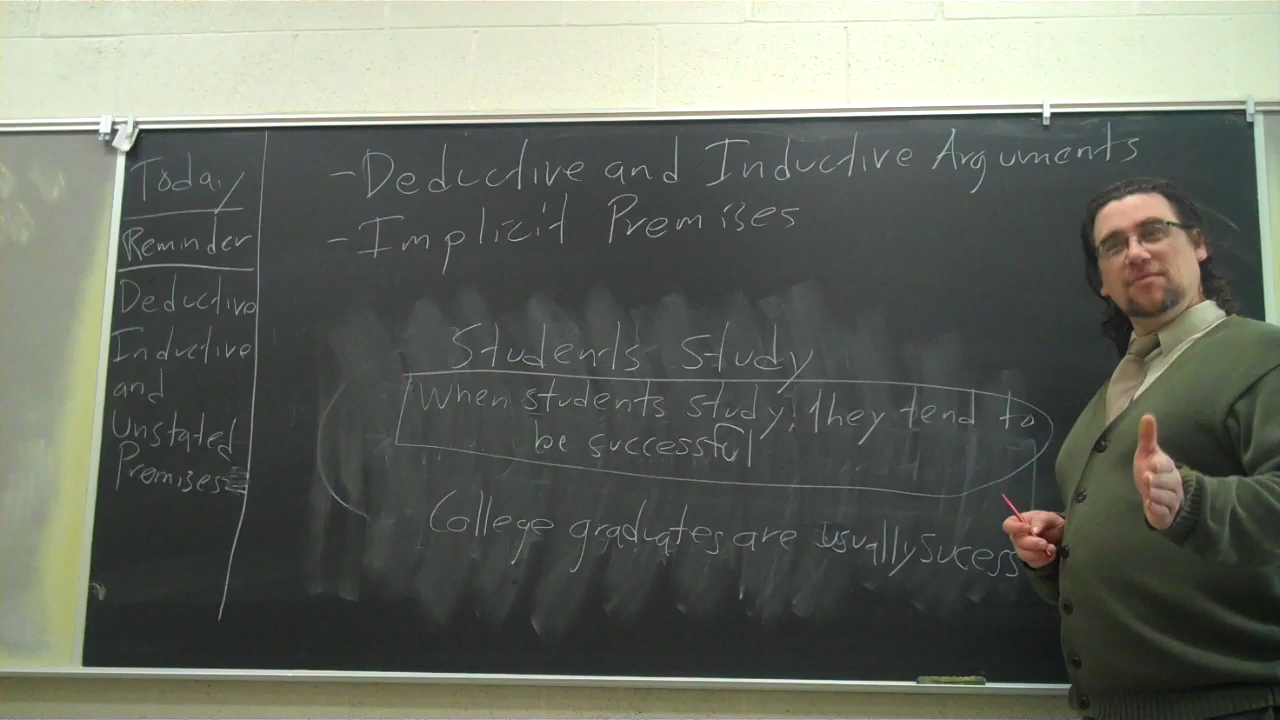 Today
Reminder
Deductive
Inductive
and
Unstated
Premises
- Deductive and Inductive Arguments
- Implicit Premises
Students Study
When students study, they tend to
be successful
College graduates are usually sucess